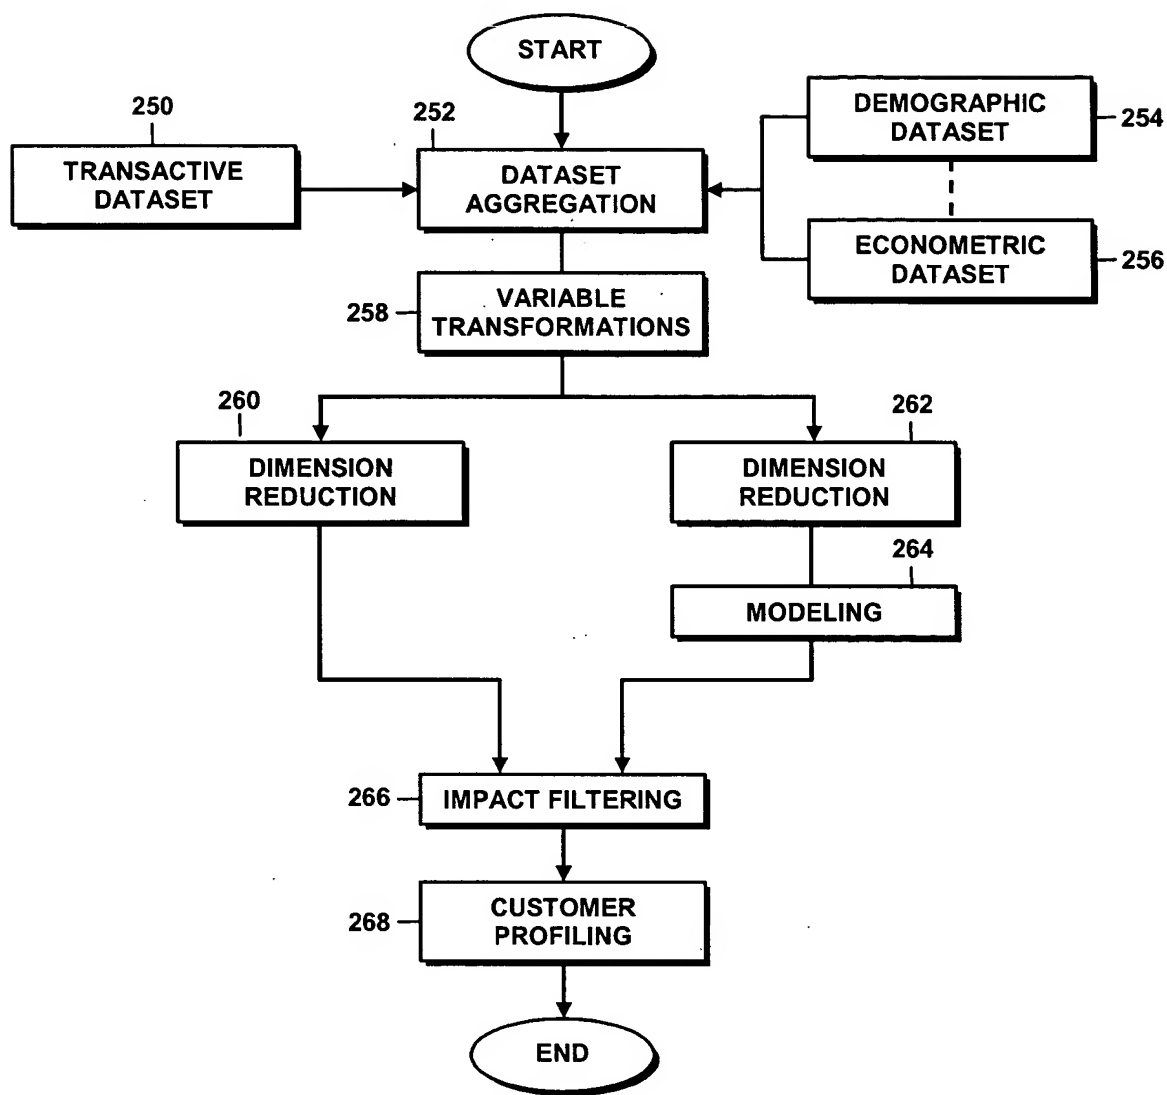 START
250
252
DEMOGRAPHIC
DATASET
254
TRANSACTIVE
DATASET
DATASET
AGGREGATION
ECONOMETRIC
DATASET
256
258
VARIABLE
TRANSFORMATIONS
260
262
DIMENSION
REDUCTION
DIMENSION
REDUCTION
264
MODELING
266
IMPACT FILTERING
268
CUSTOMER
PROFILING
END